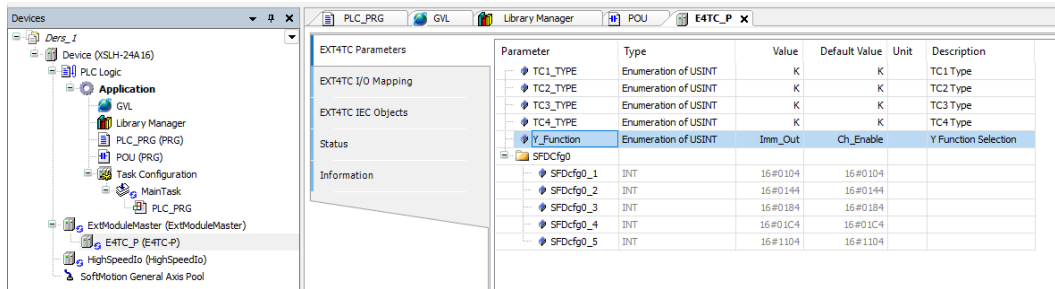 Devices
PLC_PRG GVL Library Manager POU E4TC_P X
Ders_1
Device (XSLH-24A16)
PLC Logic
Application
GVL
Library Manager
PLC_PRG (PRG)
POU (PRG)
Task Configuration
MainTask
PLC_PRG
ExtModuleMaster (ExtModuleMaster)
E4TC_P (E4TC-P)
HighSpeedIo (HighSpeedIo)
SoftMotion General Axis Pool
EXT4TC Parameters
EXT4TC I/O Mapping
EXT4TC IEC Objects
Status
Information
Parameter Type Value Default Value Unit Description
TC1_TYPE Enumeration of USINT K K TC1 Type
TC2_TYPE Enumeration of USINT K K TC2 Type
TC3_TYPE Enumeration of USINT K K TC3 Type
TC4_TYPE Enumeration of USINT K K TC4 Type
Y_Function Enumeration of USINT Imm_Out Ch_Enable Y Function Selection
SFDCfg0
SFDcfg0_1 INT 16#0104 16#0104
SFDcfg0_2 INT 16#0144 16#0144
SFDcfg0_3 INT 16#0184 16#0184
SFDcfg0_4 INT 16#01C4 16#01C4
SFDcfg0_5 INT 16#1104 16#1104